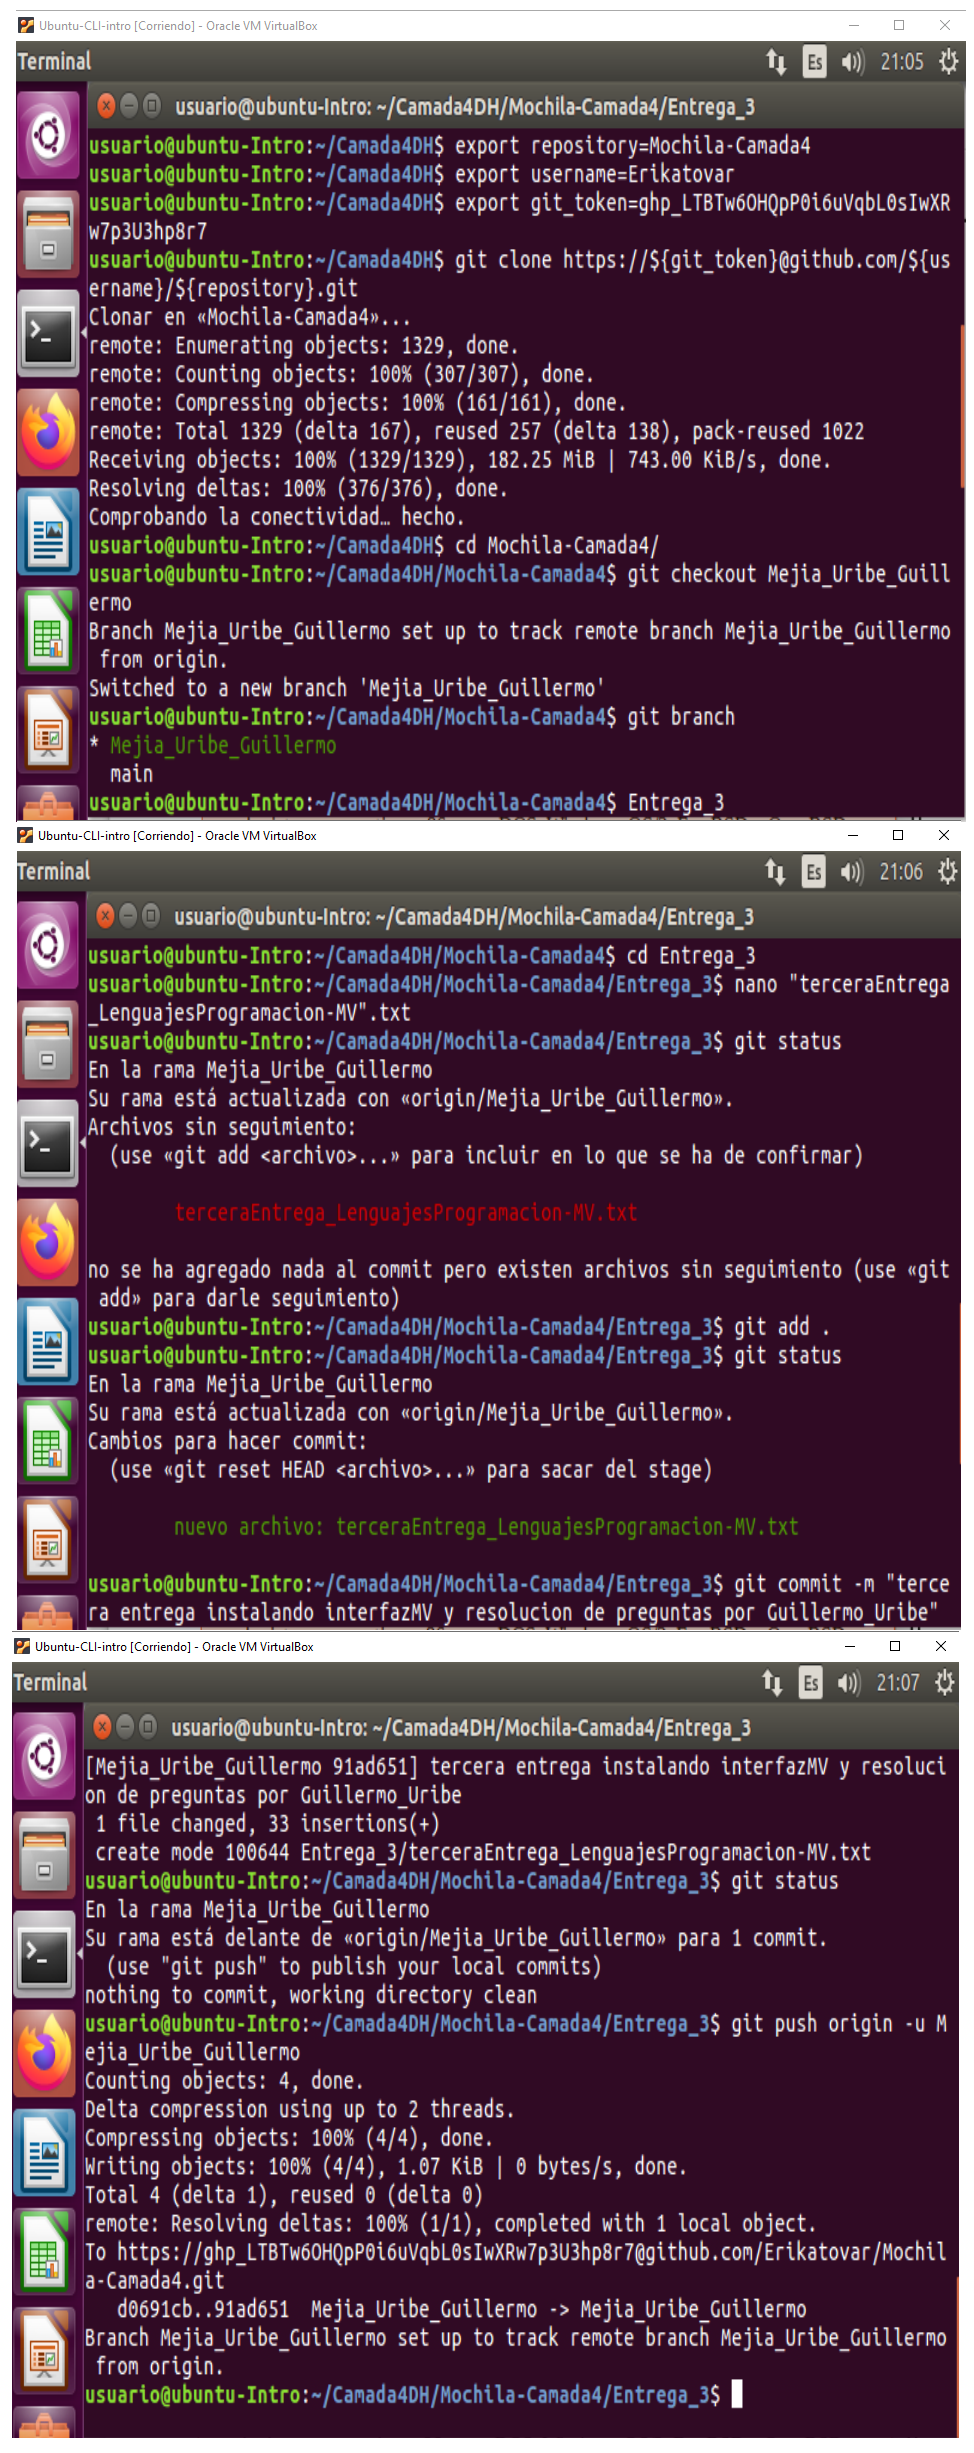 Ubuntu-CLI-intro [Corriendo] - Oracle VM VirtualBox
Terminal
Es
21:05
usuario@ubuntu-Intro: ~/Camada4DH/Mochila-Camada4/Entrega_3
usuario@ubuntu-Intro:~/Camada4DH$ export repository=Mochila-Camada4
usuario@ubuntu-Intro:~/Camada4DH$ export username=Erikatovar
usuario@ubuntu-Intro:~/Camada4DH$ export git_token=ghp_LTBTw6OHQpP0i6uVqbL0sIwXR
w7p3U3hp8r7
usuario@ubuntu-Intro:~/Camada4DH$ git clone https://${git_token}@github.com/${us
ername}/${repository}.git
Clonar en «Mochila-Camada4»...
remote: Enumerating objects: 1329, done.
remote: Counting objects: 100% (307/307), done.
remote: Compressing objects: 100% (161/161), done.
remote: Total 1329 (delta 167), reused 257 (delta 138), pack-reused 1022
Receiving objects: 100% (1329/1329), 182.25 MiB | 743.00 KiB/s, done.
Resolving deltas: 100% (376/376), done.
Comprobando la conectividad… hecho.
usuario@ubuntu-Intro:~/Camada4DH$ cd Mochila-Camada4/
usuario@ubuntu-Intro:~/Camada4DH/Mochila-Camada4$ git checkout Mejia_Uribe_Guill
ermo
Branch Mejia_Uribe_Guillermo set up to track remote branch Mejia_Uribe_Guillermo
 from origin.
Switched to a new branch 'Mejia_Uribe_Guillermo'
usuario@ubuntu-Intro:~/Camada4DH/Mochila-Camada4$ git branch
* Mejia_Uribe_Guillermo
  main
usuario@ubuntu-Intro:~/Camada4DH/Mochila-Camada4$ Entrega_3
Ubuntu-CLI-intro [Corriendo] - Oracle VM VirtualBox
Terminal
Es
21:06
usuario@ubuntu-Intro: ~/Camada4DH/Mochila-Camada4/Entrega_3
usuario@ubuntu-Intro:~/Camada4DH/Mochila-Camada4$ cd Entrega_3
usuario@ubuntu-Intro:~/Camada4DH/Mochila-Camada4/Entrega_3$ nano "terceraEntrega
_LenguajesProgramacion-MV".txt
usuario@ubuntu-Intro:~/Camada4DH/Mochila-Camada4/Entrega_3$ git status
En la rama Mejia_Uribe_Guillermo
Su rama está actualizada con «origin/Mejia_Uribe_Guillermo».
Archivos sin seguimiento:
  (use «git add <archivo>...» para incluir en lo que se ha de confirmar)
        terceraEntrega_LenguajesProgramacion-MV.txt
no se ha agregado nada al commit pero existen archivos sin seguimiento (use «git
 add» para darle seguimiento)
usuario@ubuntu-Intro:~/Camada4DH/Mochila-Camada4/Entrega_3$ git add .
usuario@ubuntu-Intro:~/Camada4DH/Mochila-Camada4/Entrega_3$ git status
En la rama Mejia_Uribe_Guillermo
Su rama está actualizada con «origin/Mejia_Uribe_Guillermo».
Cambios para hacer commit:
  (use «git reset HEAD <archivo>...» para sacar del stage)
        nuevo archivo: terceraEntrega_LenguajesProgramacion-MV.txt
usuario@ubuntu-Intro:~/Camada4DH/Mochila-Camada4/Entrega_3$ git commit -m "terce
ra entrega instalando interfazMV y resolucion de preguntas por Guillermo_Uribe"
Ubuntu-CLI-intro [Corriendo] - Oracle VM VirtualBox
Terminal
Es
21:07
usuario@ubuntu-Intro: ~/Camada4DH/Mochila-Camada4/Entrega_3
[Mejia_Uribe_Guillermo 91ad651] tercera entrega instalando interfazMV y resoluci
on de preguntas por Guillermo_Uribe
 1 file changed, 33 insertions(+)
 create mode 100644 Entrega_3/terceraEntrega_LenguajesProgramacion-MV.txt
usuario@ubuntu-Intro:~/Camada4DH/Mochila-Camada4/Entrega_3$ git status
En la rama Mejia_Uribe_Guillermo
Su rama está delante de «origin/Mejia_Uribe_Guillermo» para 1 commit.
  (use "git push" to publish your local commits)
nothing to commit, working directory clean
usuario@ubuntu-Intro:~/Camada4DH/Mochila-Camada4/Entrega_3$ git push origin -u M
ejia_Uribe_Guillermo
Counting objects: 4, done.
Delta compression using up to 2 threads.
Compressing objects: 100% (4/4), done.
Writing objects: 100% (4/4), 1.07 KiB | 0 bytes/s, done.
Total 4 (delta 1), reused 0 (delta 0)
remote: Resolving deltas: 100% (1/1), completed with 1 local object.
To https://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@github.com/Erikatovar/Mochil
a-Camada4.git
   d0691cb..91ad651  Mejia_Uribe_Guillermo -> Mejia_Uribe_Guillermo
Branch Mejia_Uribe_Guillermo set up to track remote branch Mejia_Uribe_Guillermo
 from origin.
usuario@ubuntu-Intro:~/Camada4DH/Mochila-Camada4/Entrega_3$